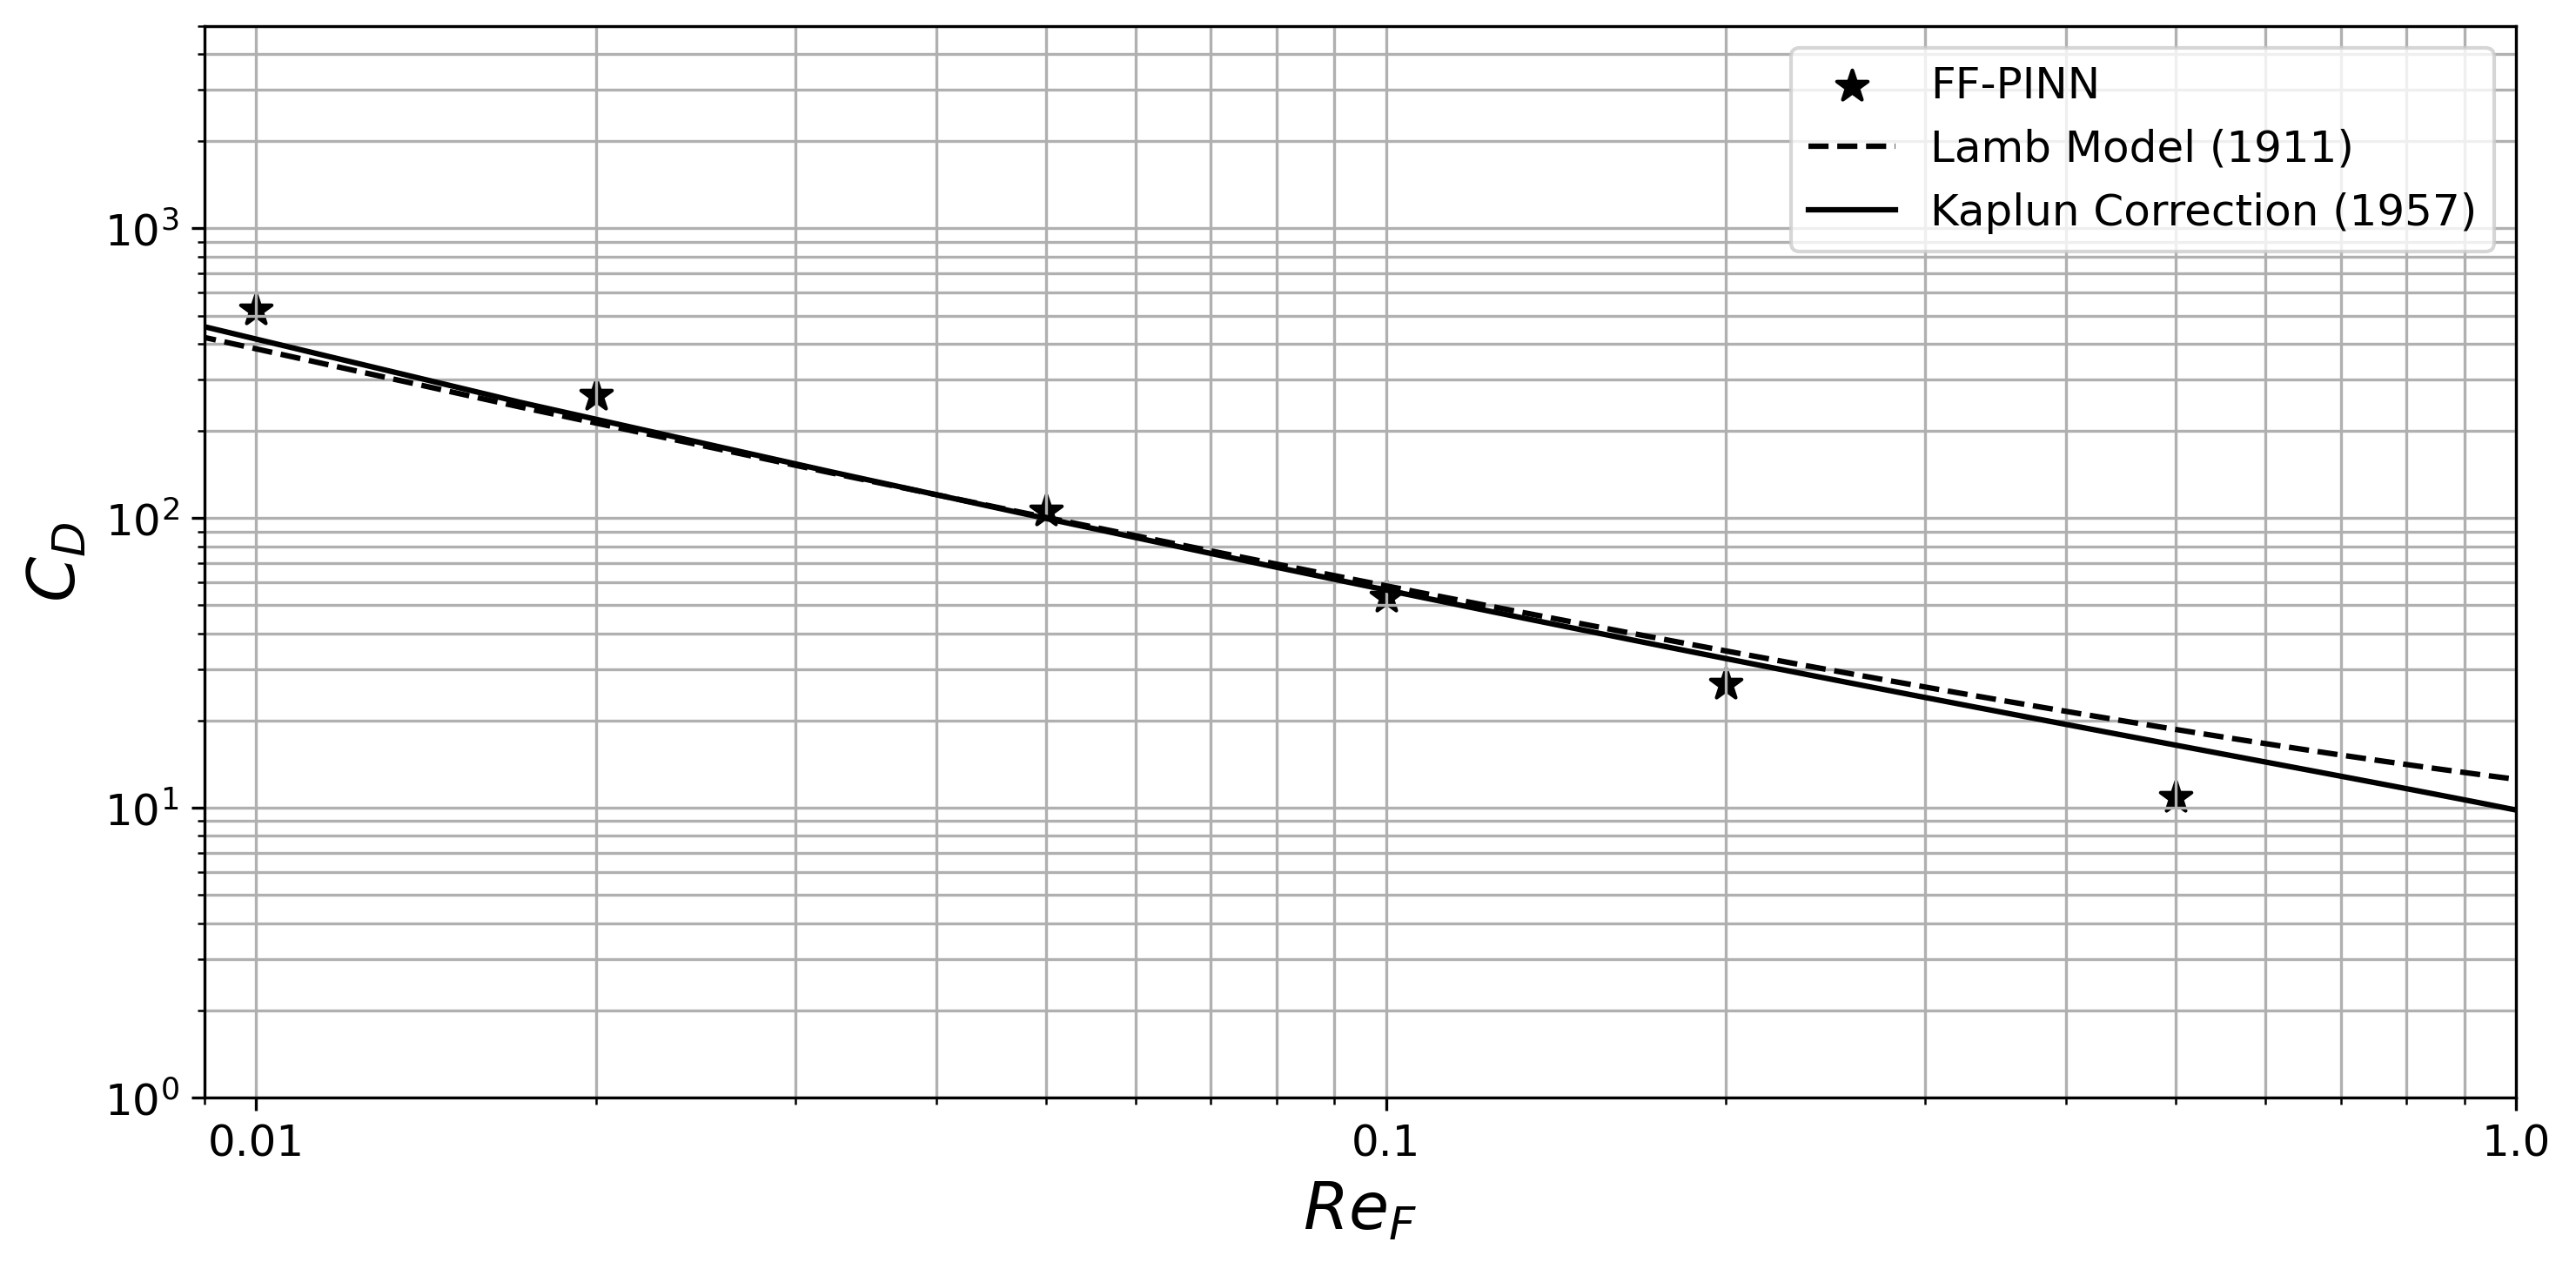 FF-PINN
Lamb Model (1911)
Kaplun Correction (1957)
10³
10²
10¹
10⁰
C_D
0.01
0.1
1.0
Re_F